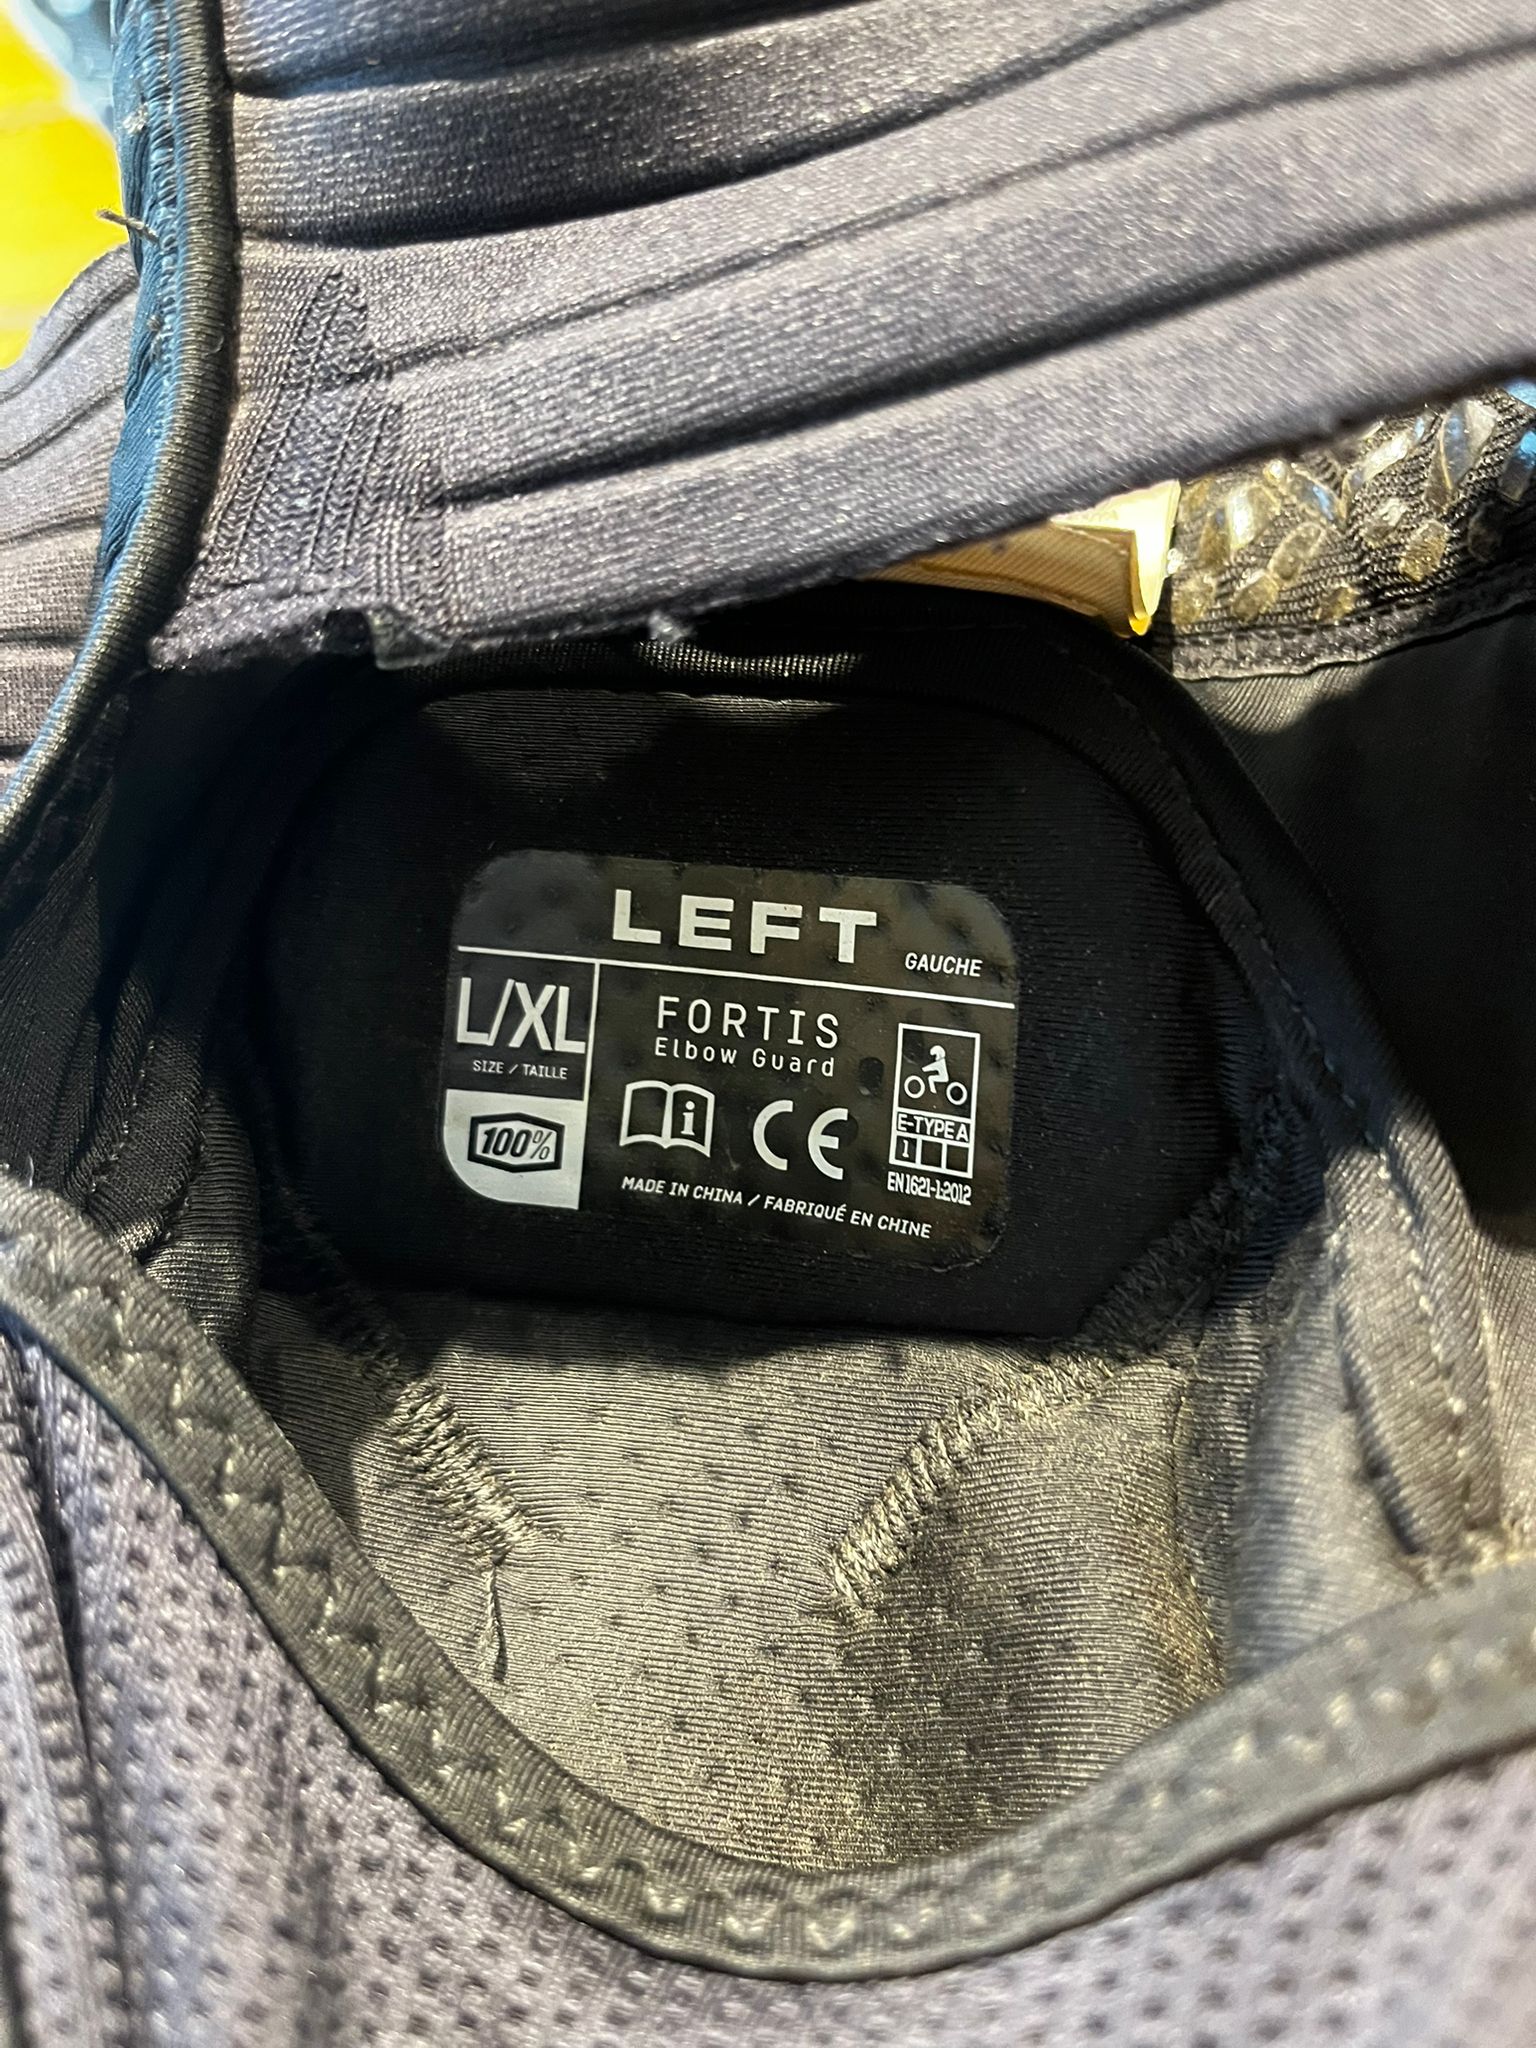 LEFT GAUCHE
L/XL
SIZE / TAILLE
100%
FORTIS
Elbow Guard
i
CE
E-TYPE A
1
EN1621-1:2012
MADE IN CHINA / FABRIQUÉ EN CHINE